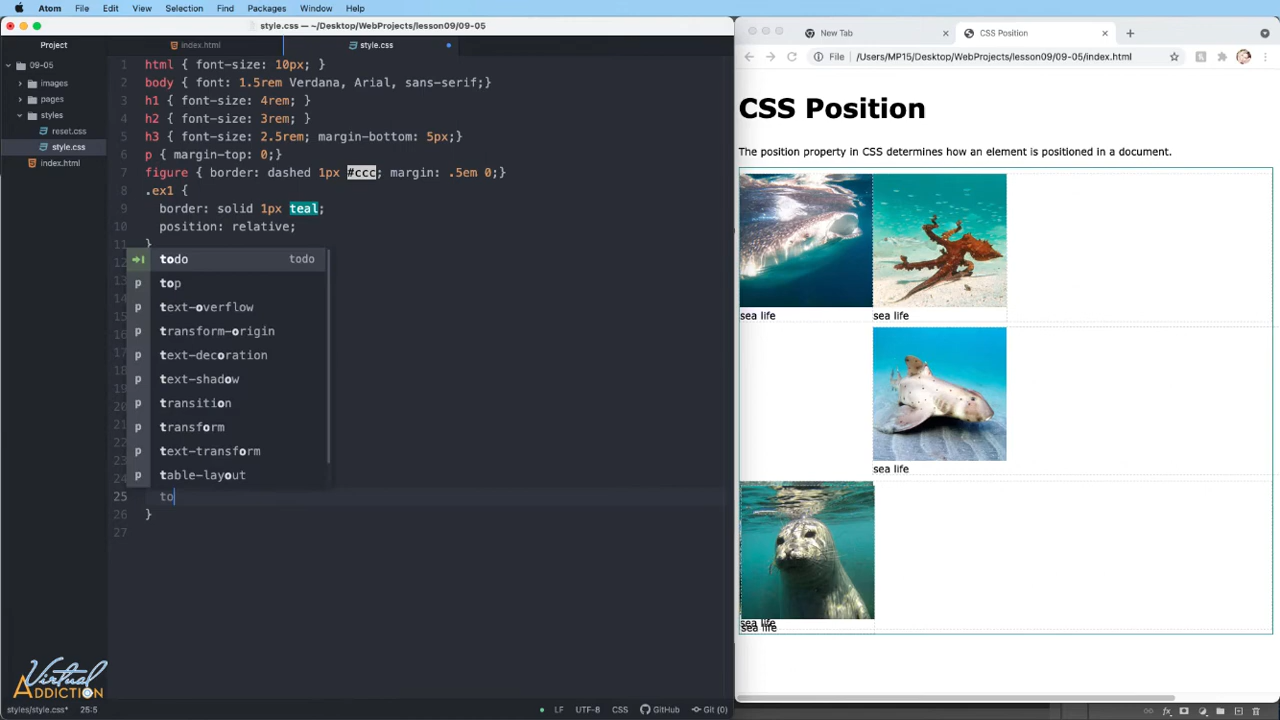 Atom File Edit View Selection Find Packages Window Help
style.css — ~/Desktop/WebProjects/lesson09/09-05
Project
index.html
style.css
09-05
images
pages
styles
reset.css
style.css
index.html
1 html { font-size: 10px; }
2 body { font: 1.5rem Verdana, Arial, sans-serif;}
3 h1 { font-size: 4rem; }
4 h2 { font-size: 3rem; }
5 h3 { font-size: 2.5rem; margin-bottom: 5px;}
6 p { margin-top: 0;}
7 figure { border: dashed 1px #ccc; margin: .5em 0;}
8 .ex1 {
9 border: solid 1px teal;
10 position: relative;
11 }
todo todo
p top
p text-overflow
p transform-origin
p text-decoration
p text-shadow
p transition
p transform
p text-transform
p table-layout
25 to
26 }
27
Virtual
ADDICTION
styles/style.css* 25:5
LF UTF-8 CSS GitHub Git (0)
New Tab
CSS Position
File /Users/MP15/Desktop/WebProjects/lesson09/09-05/index.html
CSS Position
The position property in CSS determines how an element is positioned in a document.
sea life sea life
sea life
sea life
sea life